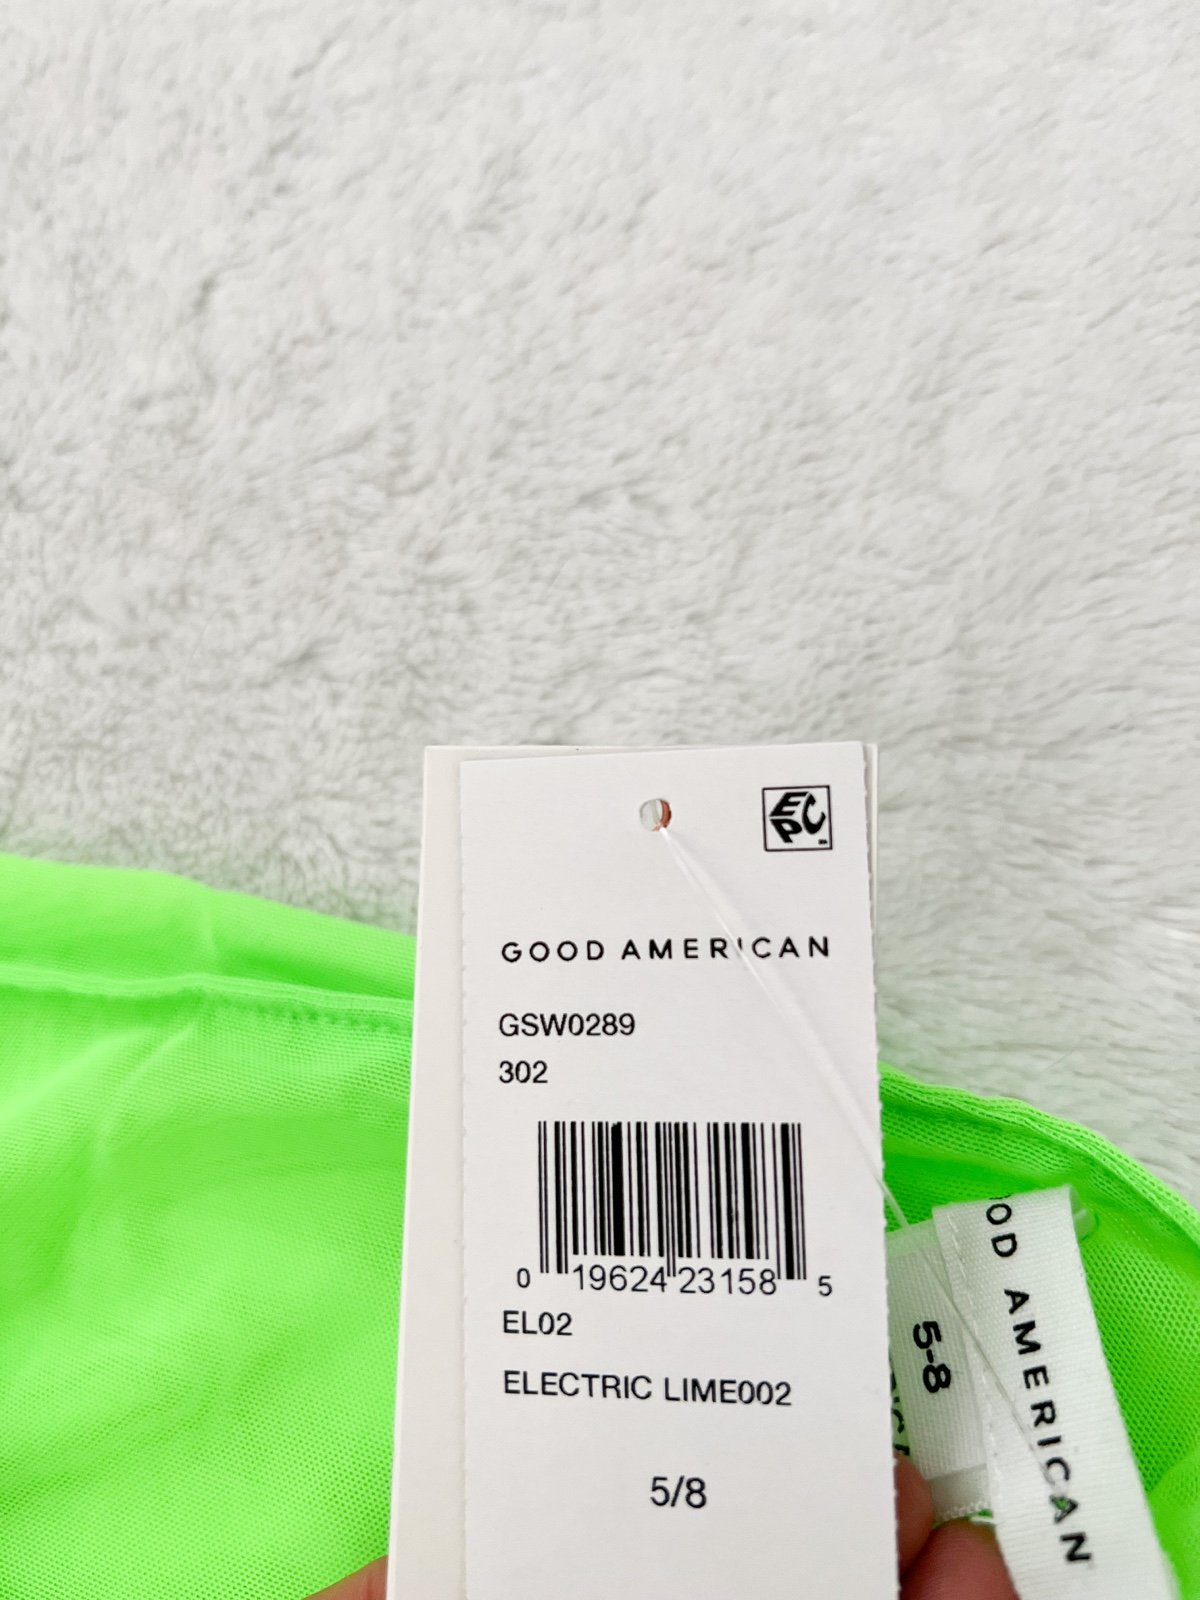 EPC
GOOD AMERICAN
GSW0289
302
0 19624 23158 5
EL02
ELECTRIC LIME002
5/8
5-8
OOD AMERICAN